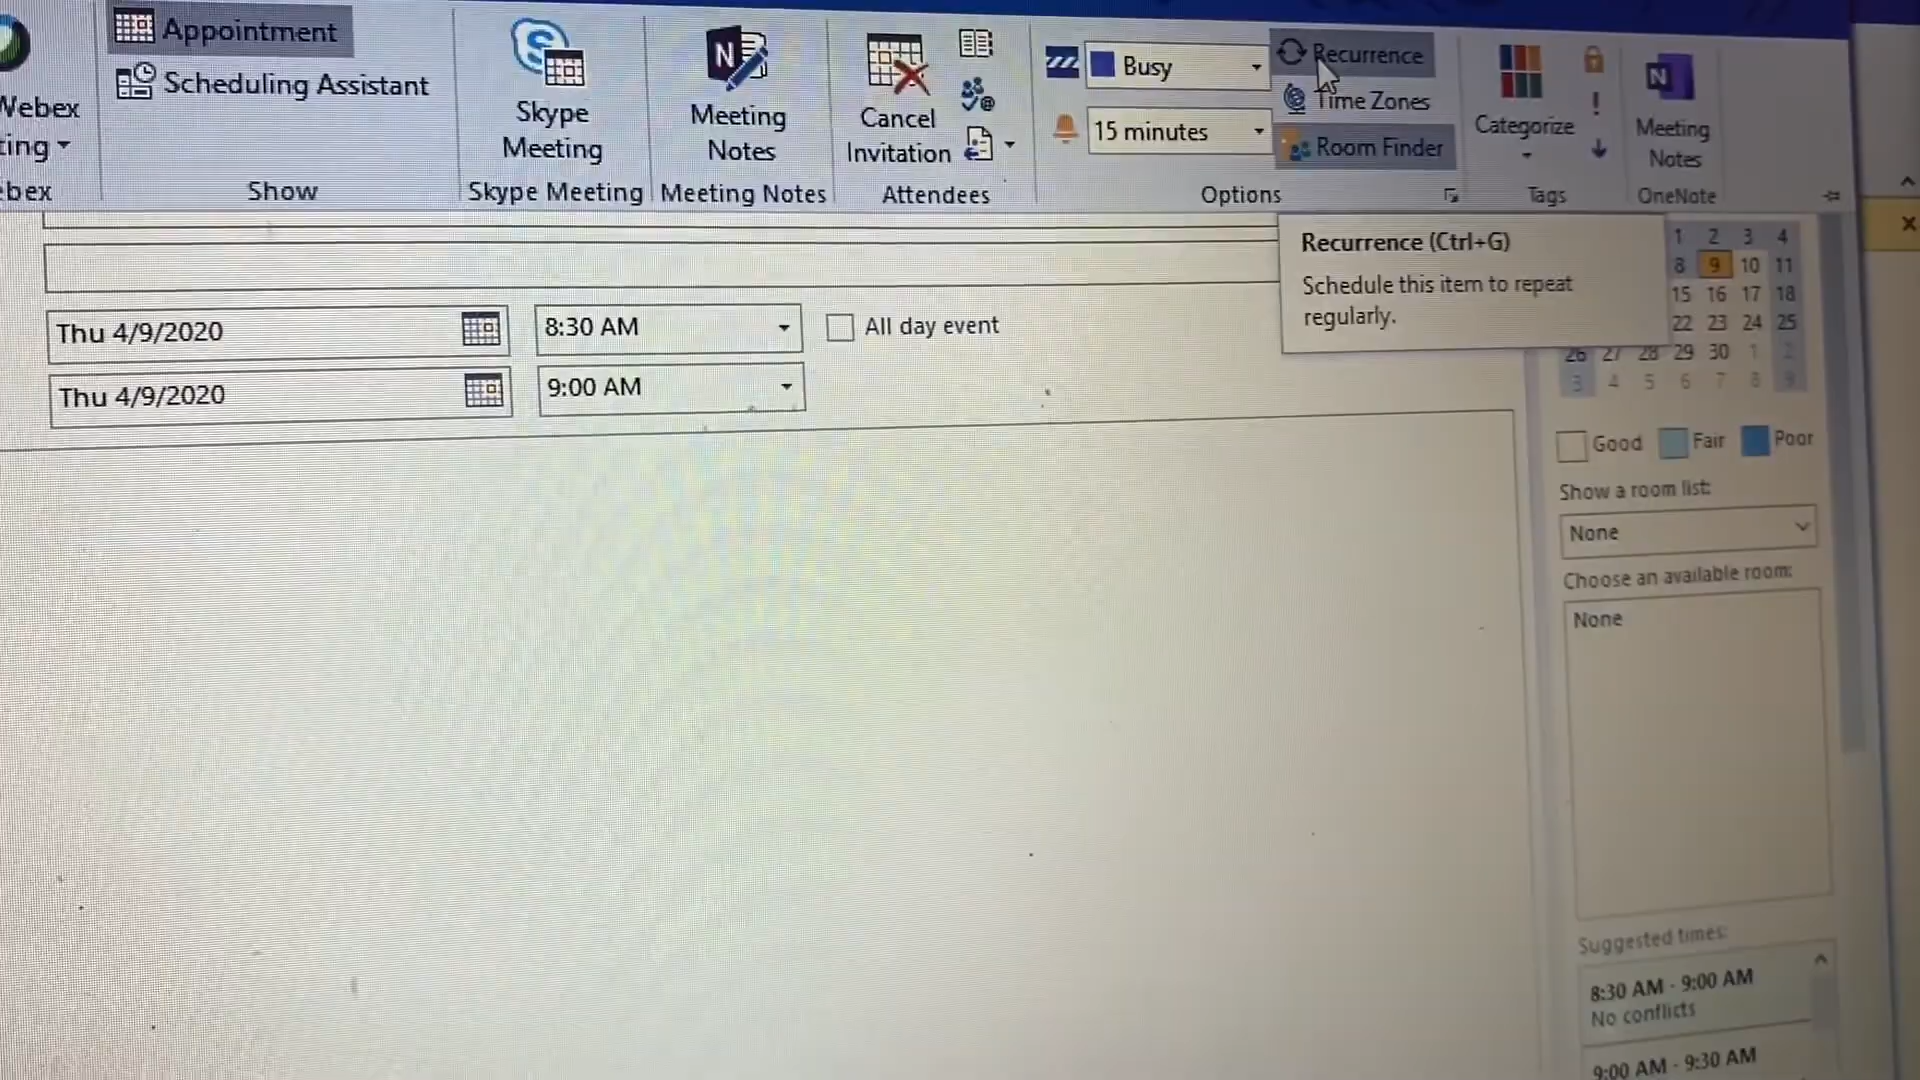 Appointment
Scheduling Assistant
Webex
Show
Skype
Meeting
Skype Meeting
Meeting
Notes
Meeting Notes
Cancel
Invitation
Attendees
Busy
15 minutes
Recurrence
Time Zones
Room Finder
Options
Categorize
Tags
Meeting
Notes
OneNote
Recurrence (Ctrl+G)
Schedule this item to repeat
regularly.
Thu 4/9/2020
8:30 AM
All day event
Thu 4/9/2020
9:00 AM
1 2 3 4
8 9 10 11
15 16 17 18
22 23 24 25
26 27 28 29 30 1 2
3 4 5 6 7 8 9
Good Fair Poor
Show a room list:
None
Choose an available room:
None
Suggested times:
8:30 AM - 9:00 AM
No conflicts
9:00 AM - 9:30 AM